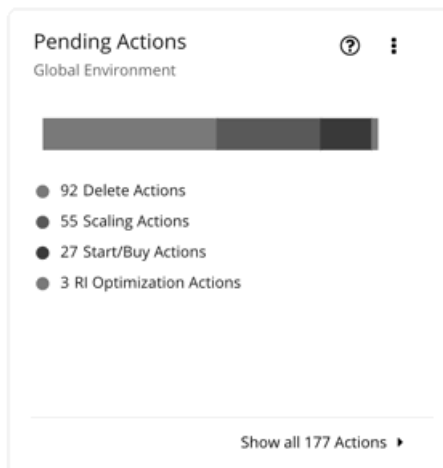 Pending Actions
Global Environment
92 Delete Actions
55 Scaling Actions
27 Start/Buy Actions
3 RI Optimization Actions
Show all 177 Actions